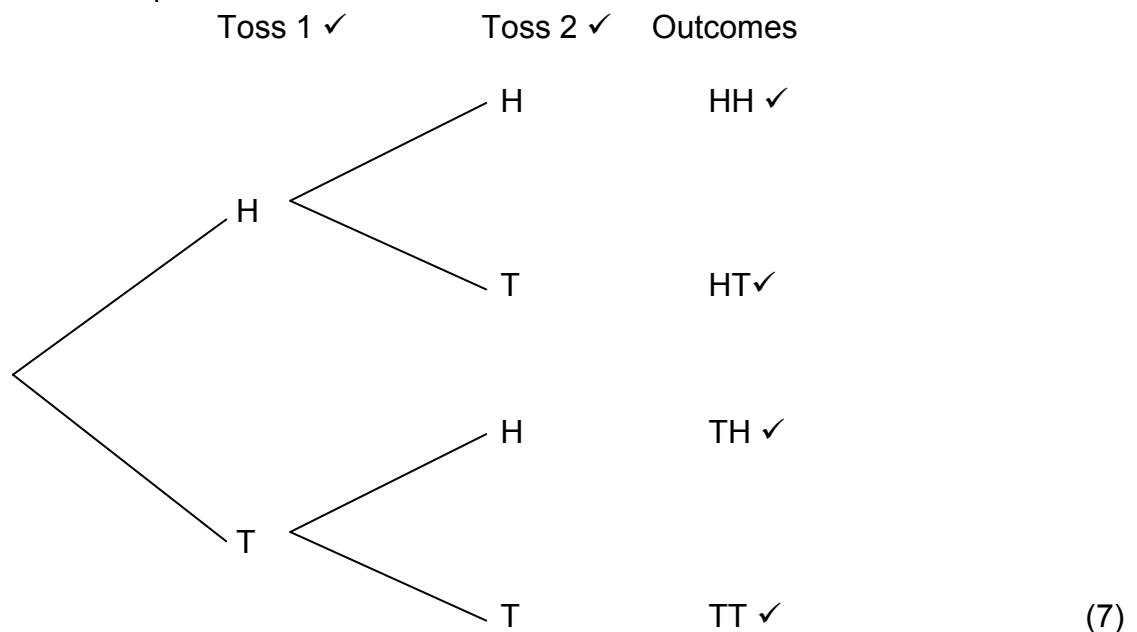 Toss 1 ✓ Toss 2 ✓ Outcomes
H HH ✓
H
T HT✓
H TH ✓
T
T TT ✓ (7)